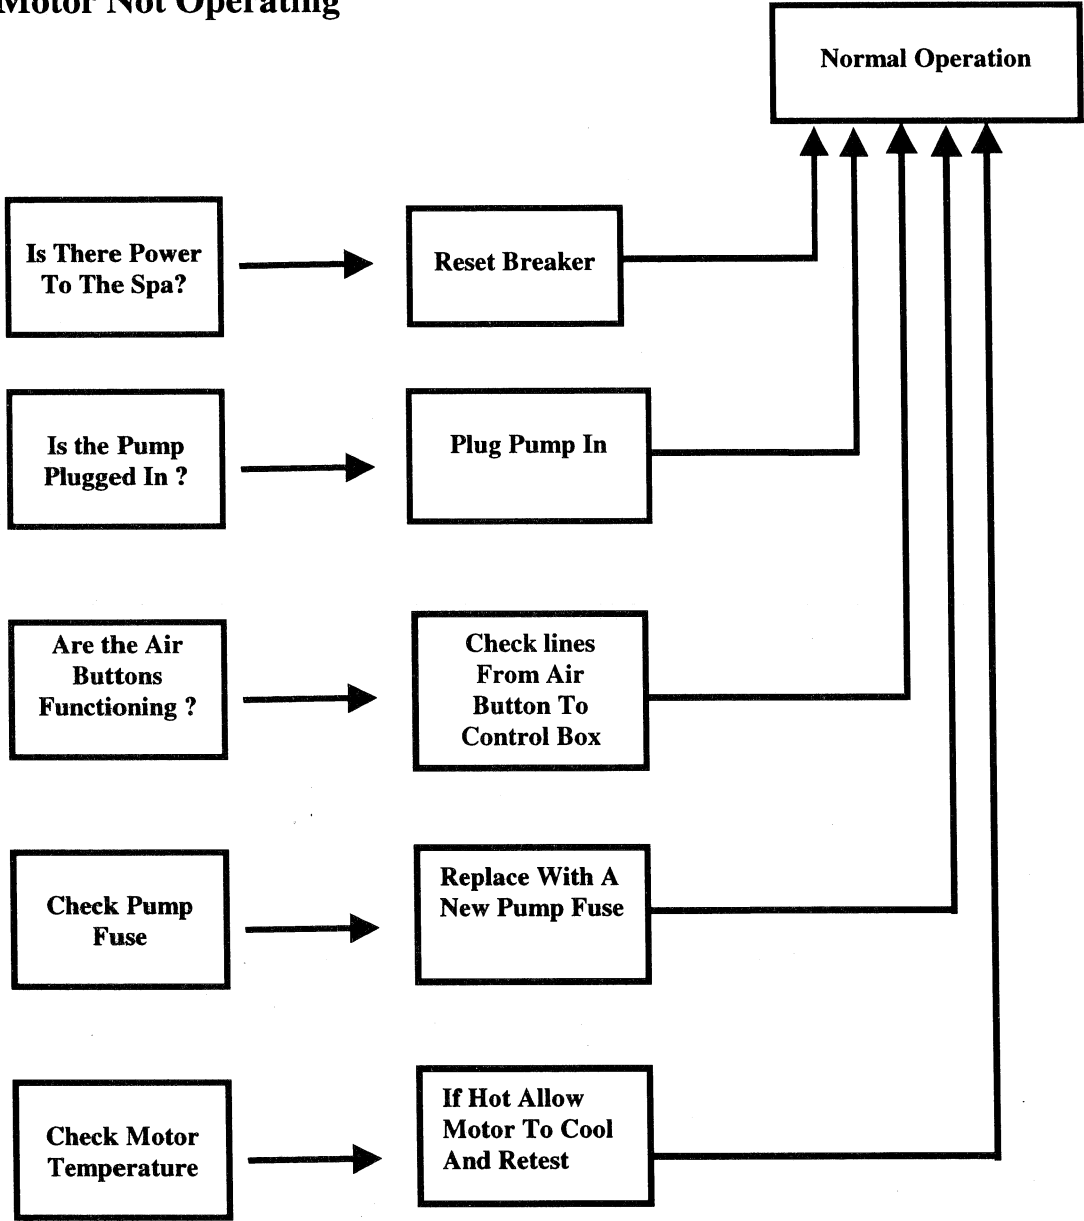 Motor Not Operating
Normal Operation
Is There Power
To The Spa?
Reset Breaker
Is the Pump
Plugged In ?
Plug Pump In
Are the Air
Buttons
Functioning ?
Check lines
From Air
Button To
Control Box
Check Pump
Fuse
Replace With A
New Pump Fuse
Check Motor
Temperature
If Hot Allow
Motor To Cool
And Retest